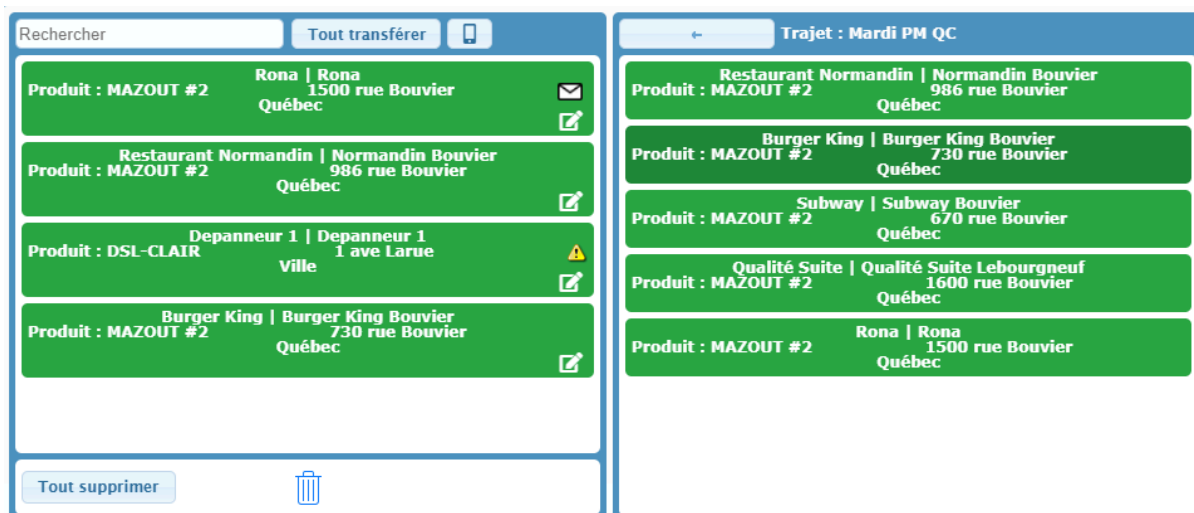 Rechercher
Tout transférer
Rona | Rona
Produit : MAZOUT #2 1500 rue Bouvier
Québec
Restaurant Normandin | Normandin Bouvier
Produit : MAZOUT #2 986 rue Bouvier
Québec
Depanneur 1 | Depanneur 1
Produit : DSL-CLAIR 1 ave Larue
Ville
Burger King | Burger King Bouvier
Produit : MAZOUT #2 730 rue Bouvier
Québec
Tout supprimer
← Trajet : Mardi PM QC
Restaurant Normandin | Normandin Bouvier
Produit : MAZOUT #2 986 rue Bouvier
Québec
Burger King | Burger King Bouvier
Produit : MAZOUT #2 730 rue Bouvier
Québec
Subway | Subway Bouvier
Produit : MAZOUT #2 670 rue Bouvier
Québec
Qualité Suite | Qualité Suite Lebourgneuf
Produit : MAZOUT #2 1600 rue Bouvier
Québec
Rona | Rona
Produit : MAZOUT #2 1500 rue Bouvier
Québec